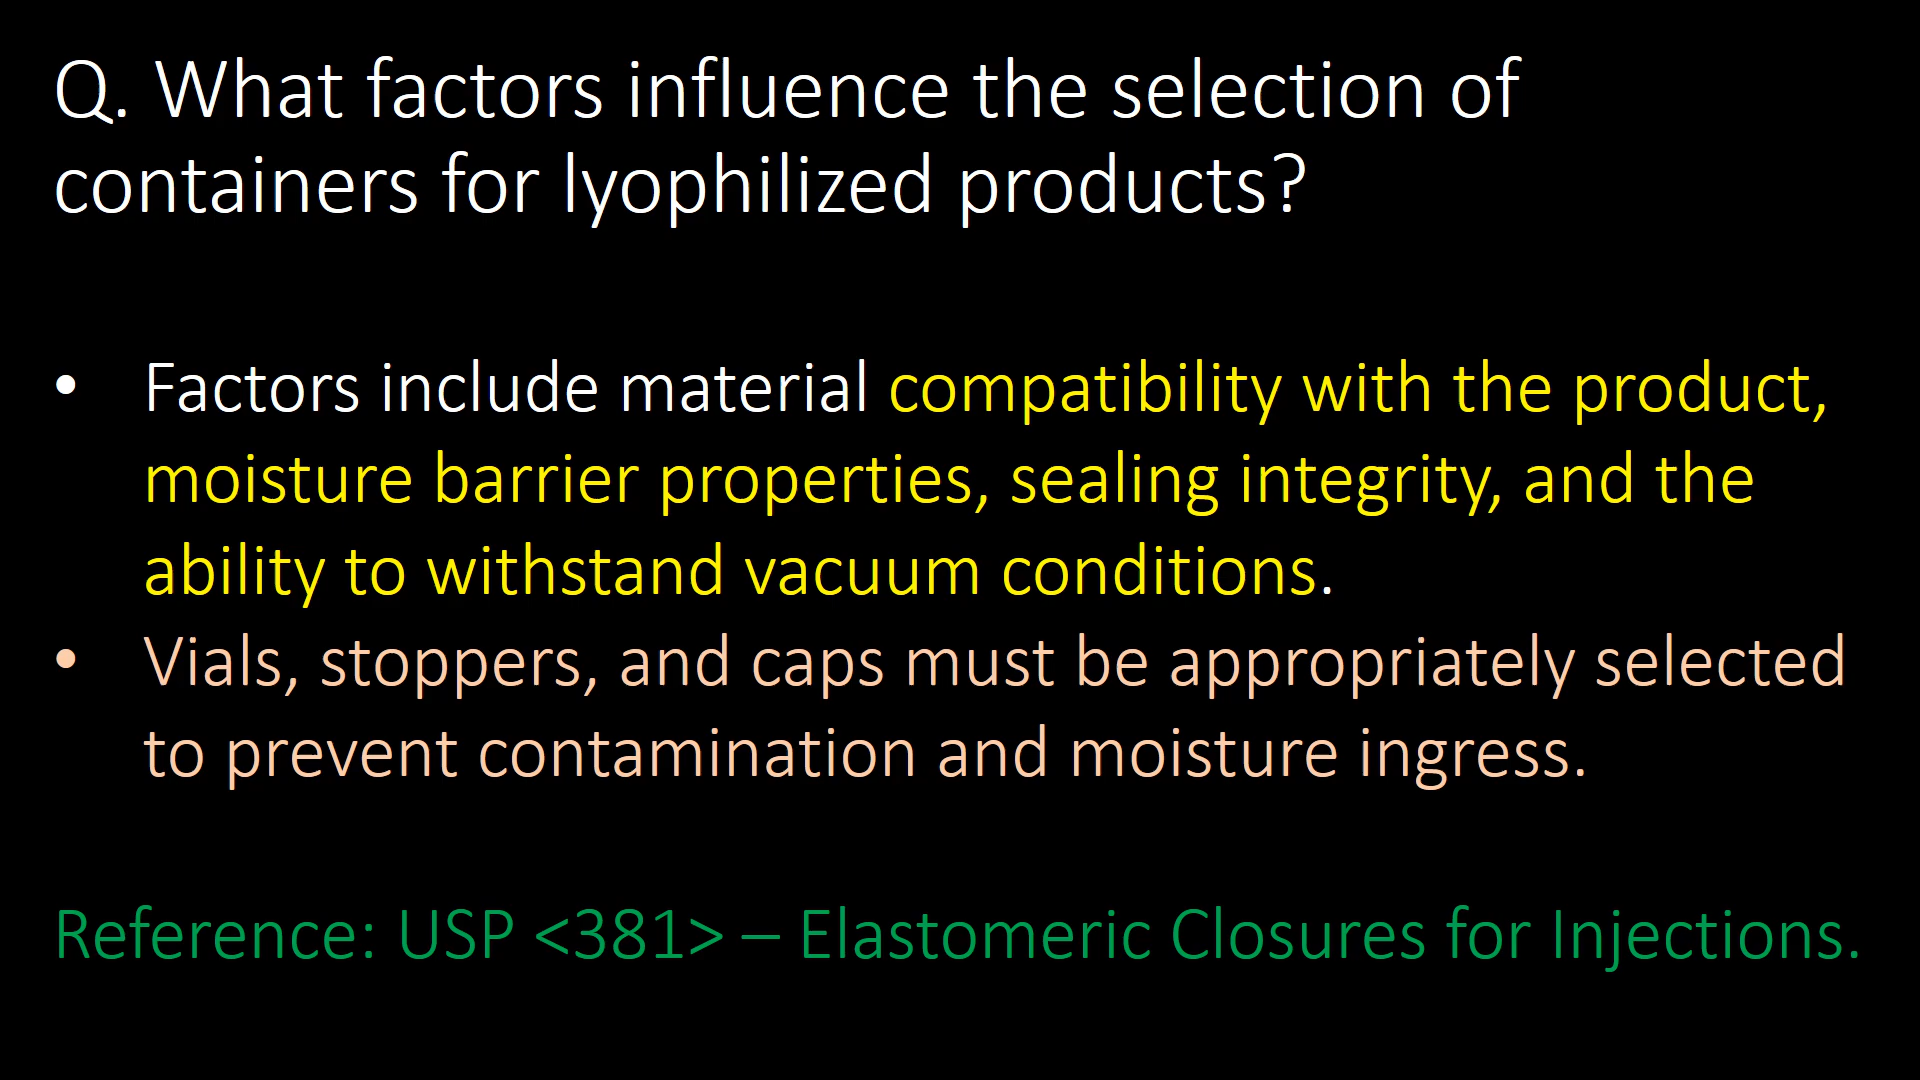 Q. What factors influence the selection of
containers for lyophilized products?
• Factors include material compatibility with the product,
moisture barrier properties, sealing integrity, and the
ability to withstand vacuum conditions.
• Vials, stoppers, and caps must be appropriately selected
to prevent contamination and moisture ingress.
Reference: USP <381> – Elastomeric Closures for Injections.